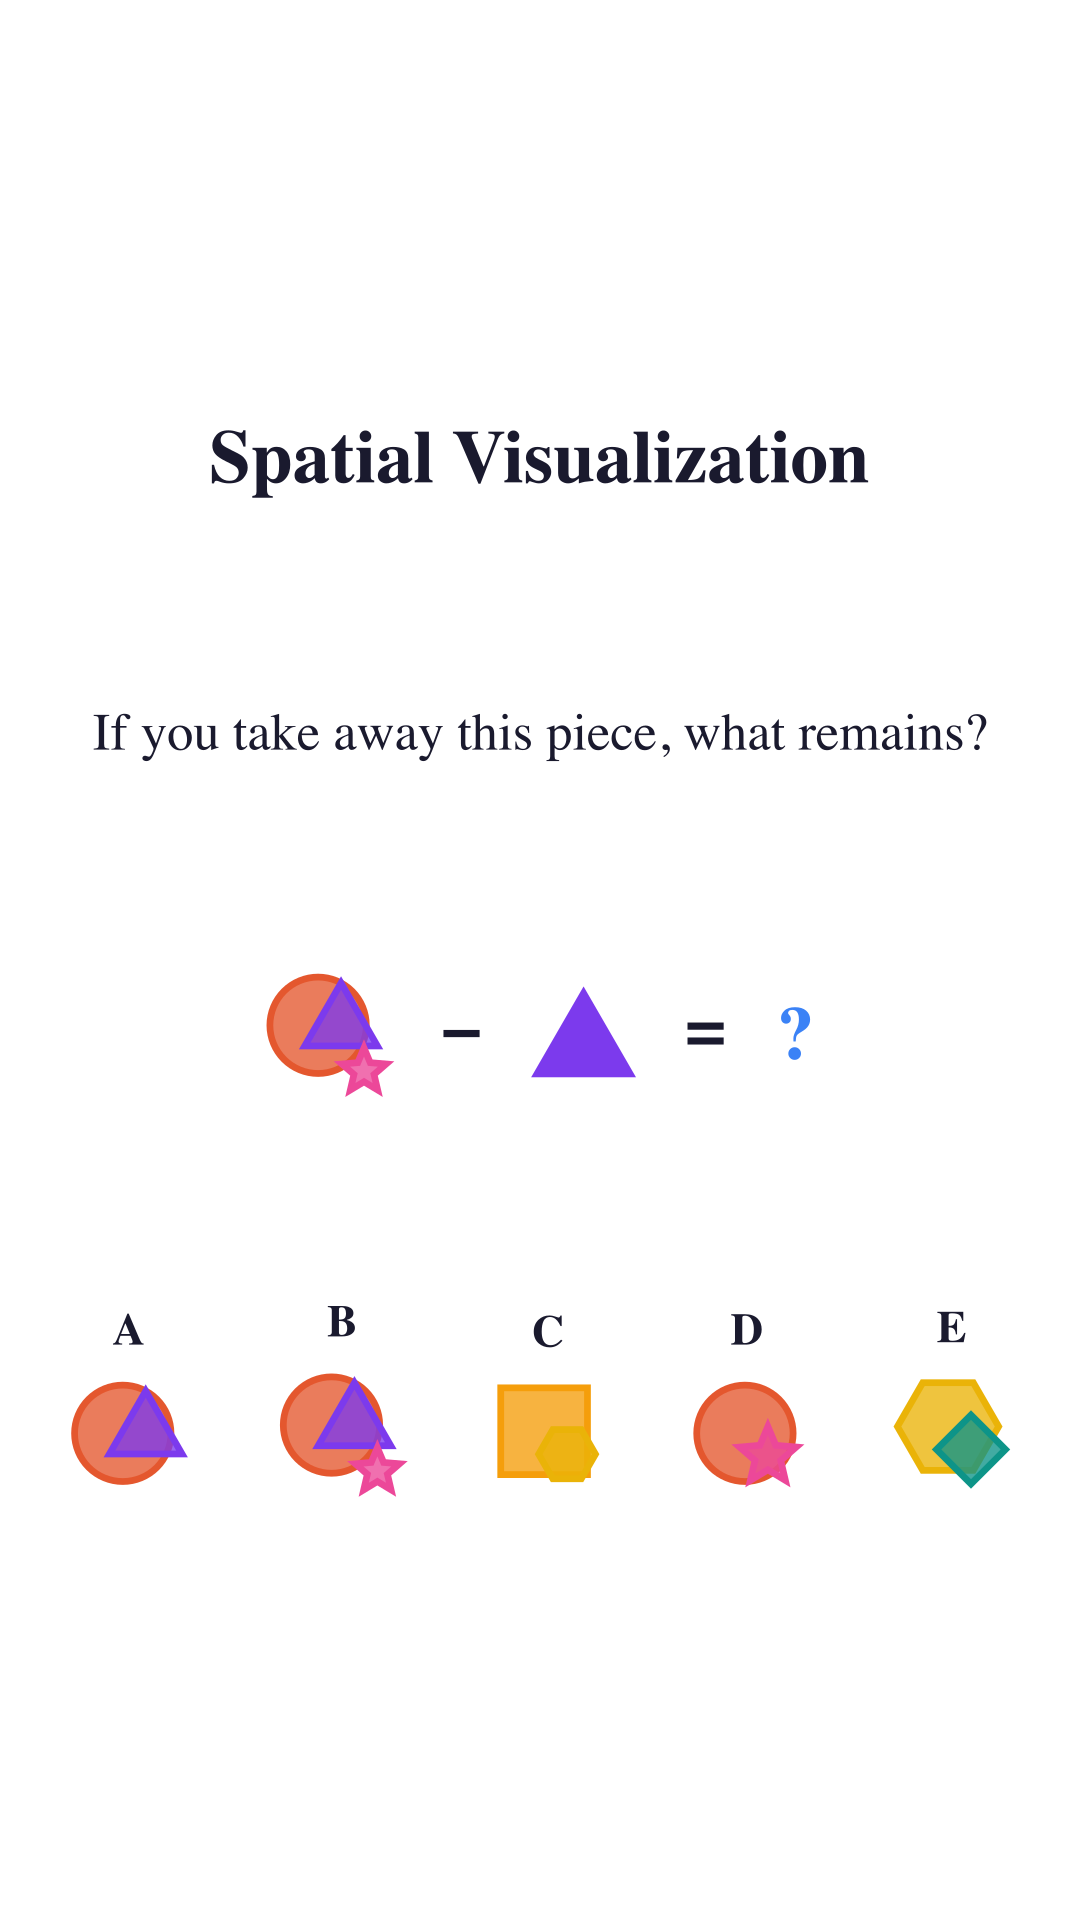 Spatial Visualization
If you take away this piece, what remains?
− = ?
A B C D E